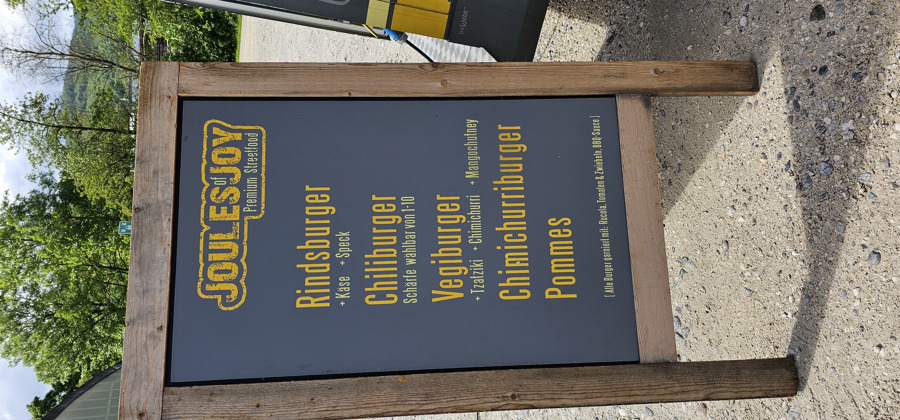 JOULES of JOY
Premium Streetfood
Rindsburger
+ Käse + Speck
Chiliburger
Schärfe wählbar von 1-10
Vegiburger
+ Tzatziki + Chimichurri + Mangochutney
Chimichurriburger
Pommes
[ Alle Burger garniert mit: Rucola, Tomaten & Zwiebeln, BBQ-Sauce ]